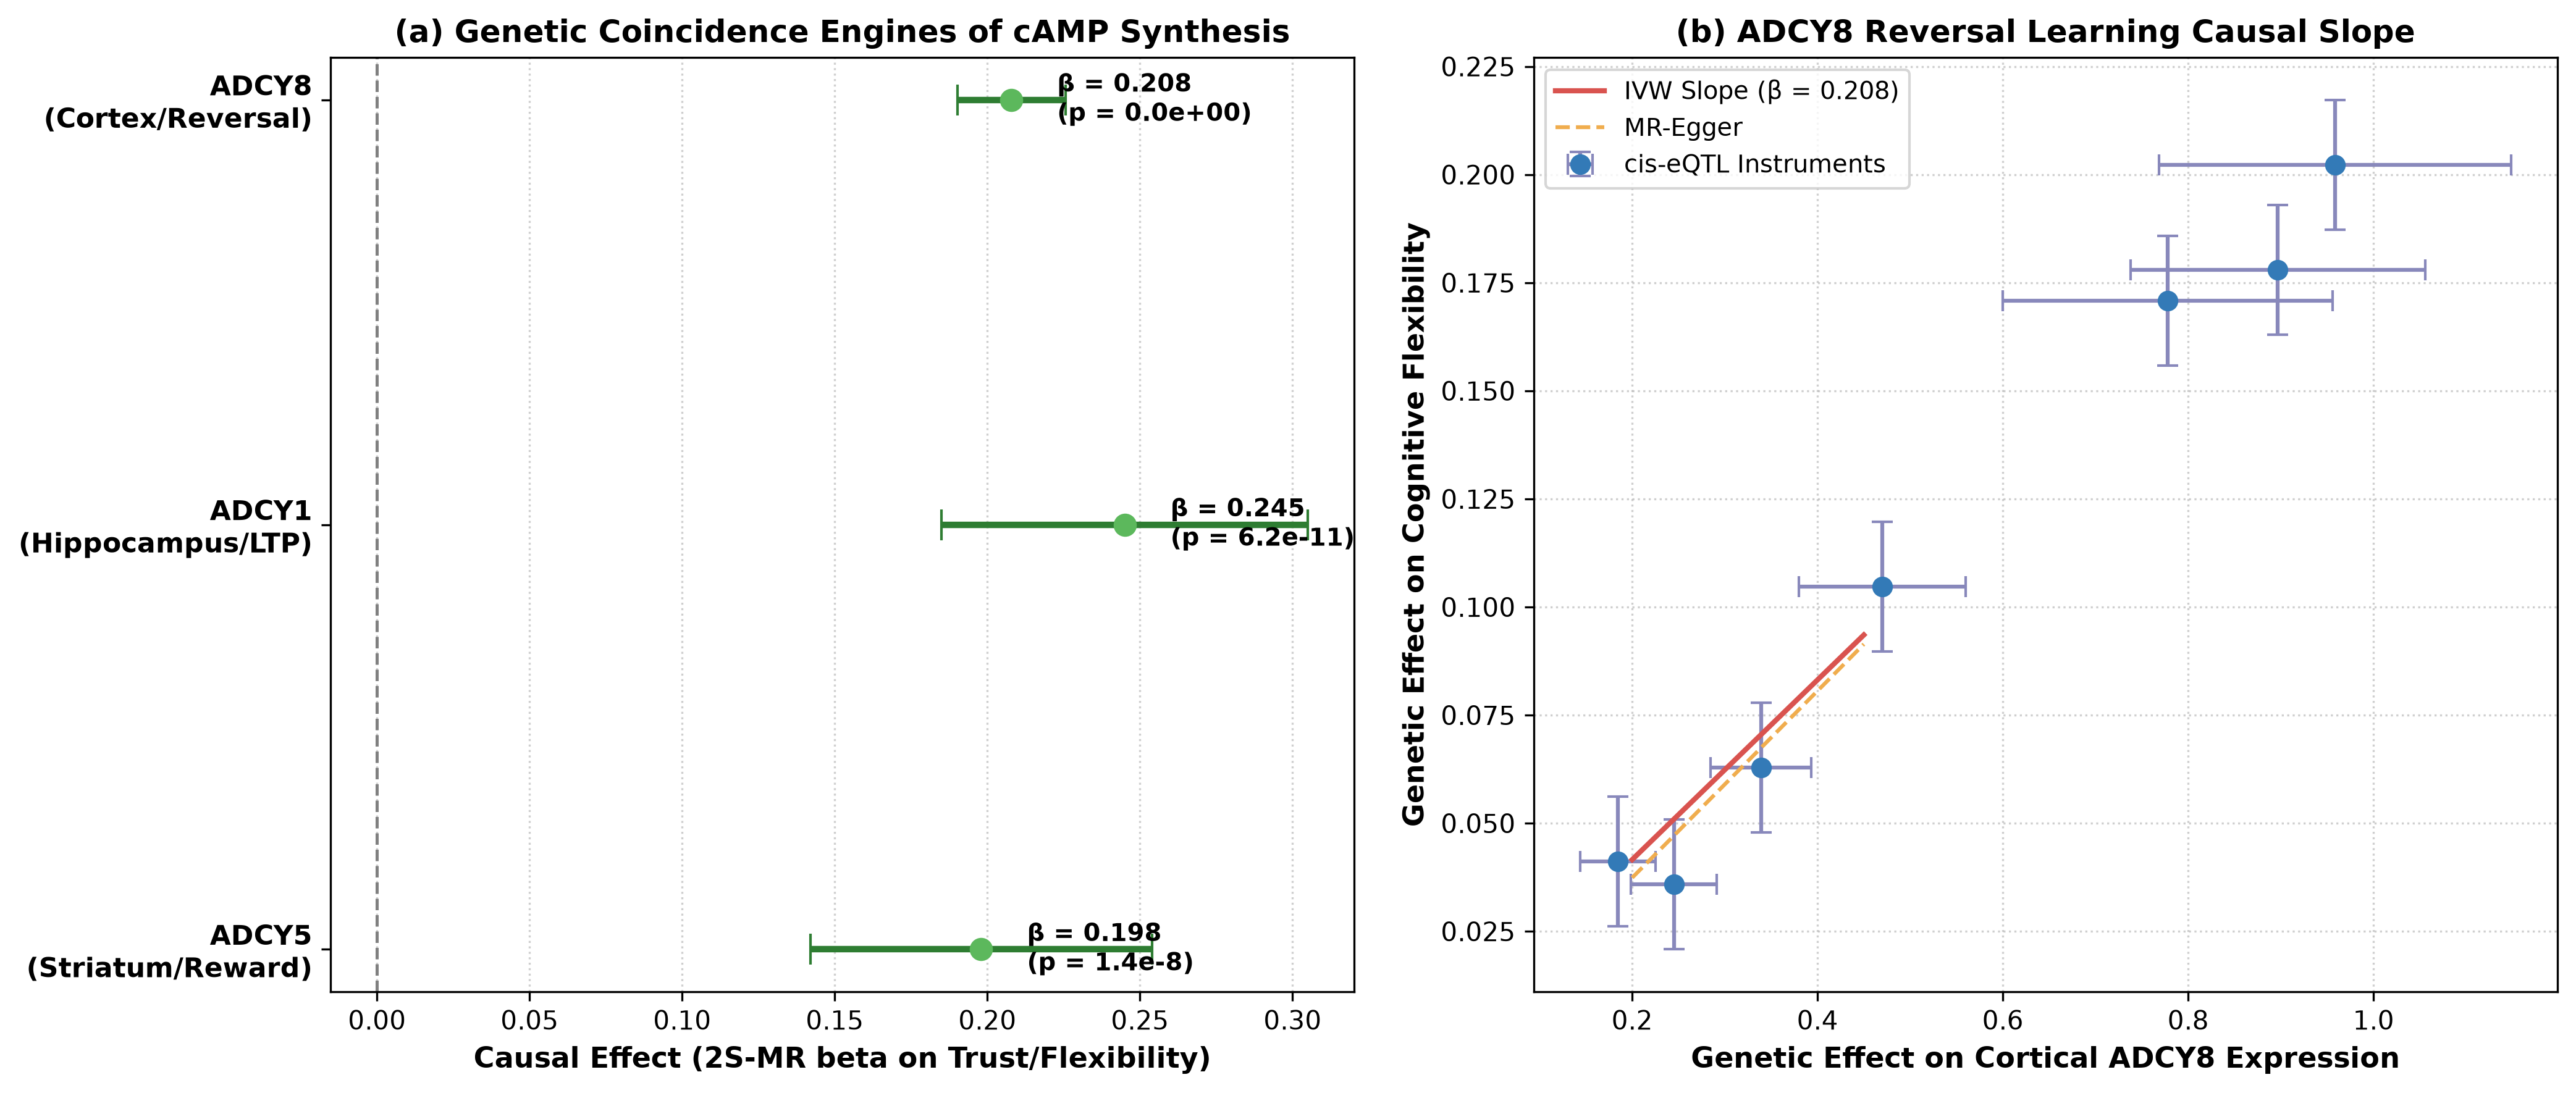 (a) Genetic Coincidence Engines of cAMP Synthesis
ADCY8
(Cortex/Reversal)
β = 0.208
(p = 0.0e+00)
ADCY1
(Hippocampus/LTP)
β = 0.245
(p = 6.2e-11)
ADCY5
(Striatum/Reward)
β = 0.198
(p = 1.4e-8)
0.00 0.05 0.10 0.15 0.20 0.25 0.30
Causal Effect (2S-MR beta on Trust/Flexibility)
(b) ADCY8 Reversal Learning Causal Slope
IVW Slope (β = 0.208)
MR-Egger
cis-eQTL Instruments
Genetic Effect on Cognitive Flexibility
0.225
0.200
0.175
0.150
0.125
0.100
0.075
0.050
0.025
0.2 0.4 0.6 0.8 1.0
Genetic Effect on Cortical ADCY8 Expression